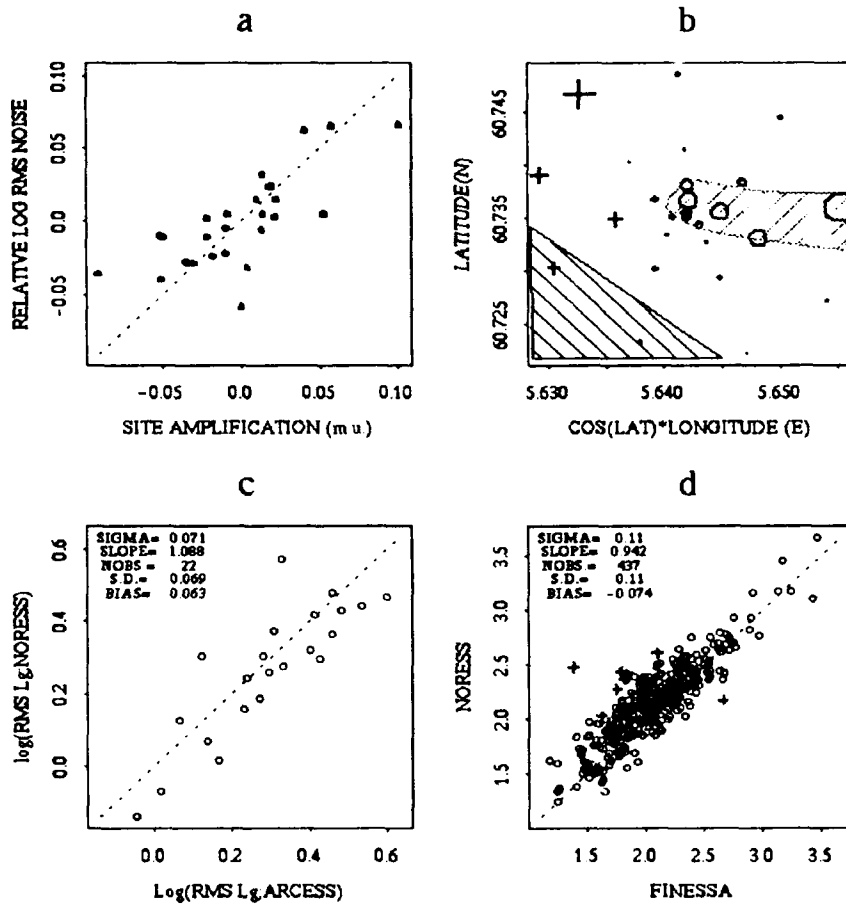 a
RELATIVE LOG RMS NOISE
0.10
0.05
0.0
-0.05
-0.05 0.0 0.05 0.10
SITE AMPLIFICATION (m.u.)
b
LATITUDE(N)
60.745
60.735
60.725
5.630 5.640 5.650
COS(LAT)*LONGITUDE (E)
c
SIGMA= 0.071
SLOPE= 1.088
NOBS= 22
S.D.= 0.069
BIAS= 0.063
log(RMS Lg,NORESS)
0.6
0.4
0.2
0.0
0.0 0.2 0.4 0.6
Log(RMS Lg,ARCESS)
d
SIGMA= 0.11
SLOPE= 0.942
NOBS= 437
S.D.= 0.11
BIAS= -0.074
NORESS
3.5
3.0
2.5
2.0
1.5
1.5 2.0 2.5 3.0 3.5
FINESSA